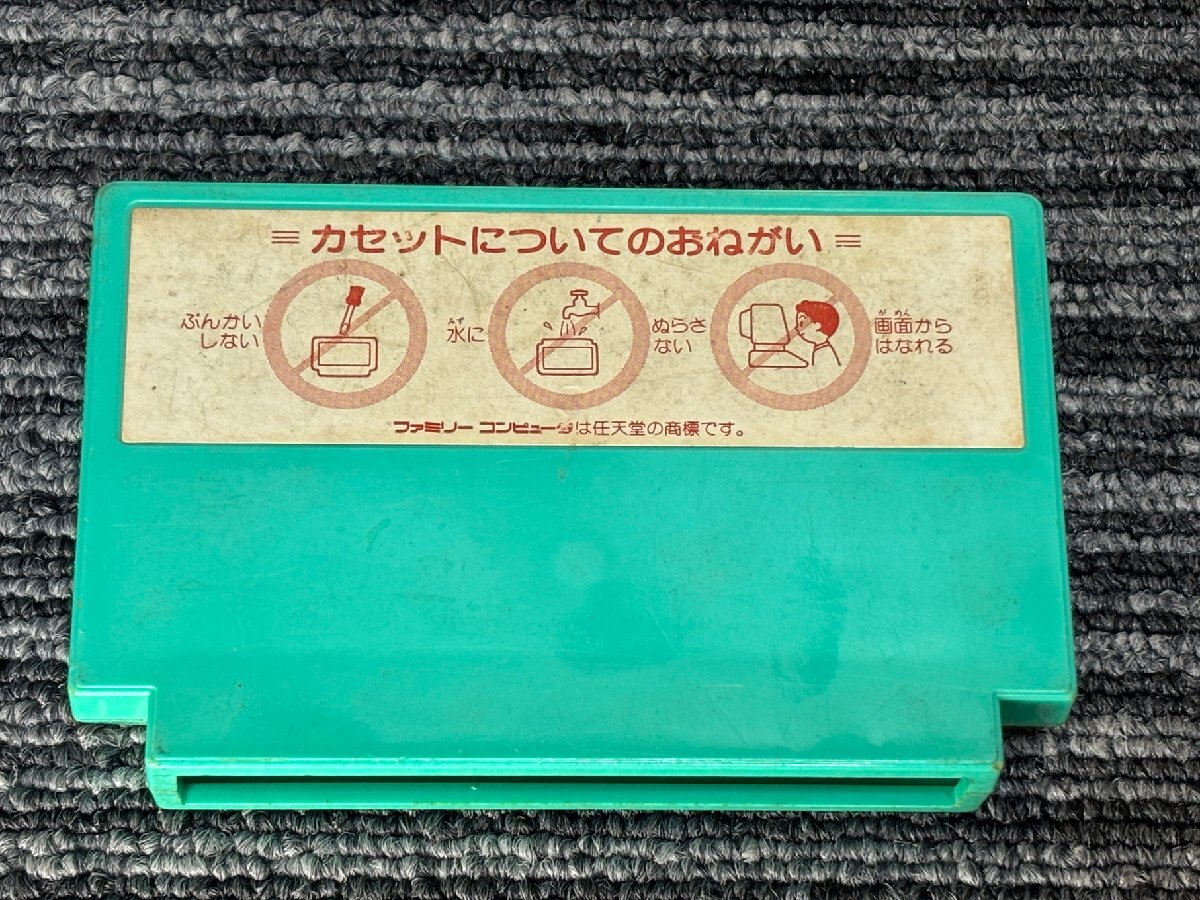 カセットについてのおねがい
ぶんかい
しない
みず
水に
ぬらさ
ない
が めん
画面から
はなれる
ファミリー コンピュータは任天堂の商標です。